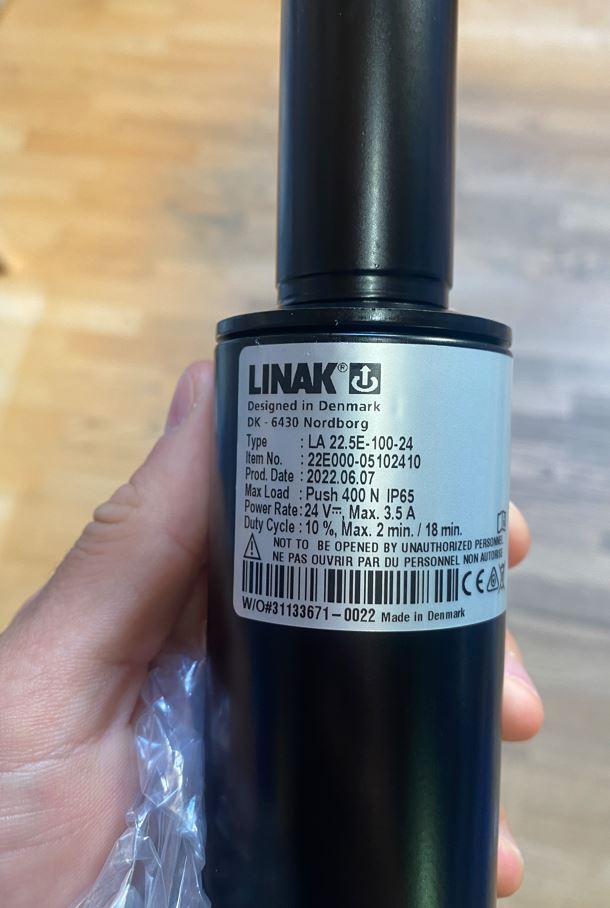 LINAK®
Designed in Denmark
DK - 6430 Nordborg
Type : LA 22.5E-100-24
Item No. : 22E000-05102410
Prod. Date : 2022.06.07
Max Load : Push 400 N IP65
Power Rate : 24 V⎓, Max. 3.5 A
Duty Cycle : 10 %, Max. 2 min. / 18 min.
NOT TO BE OPENED BY UNAUTHORIZED PERSONNEL
NE PAS OUVRIR PAR DU PERSONNEL NON AUTORISE
CE
W/O#31133671-0022 Made in Denmark